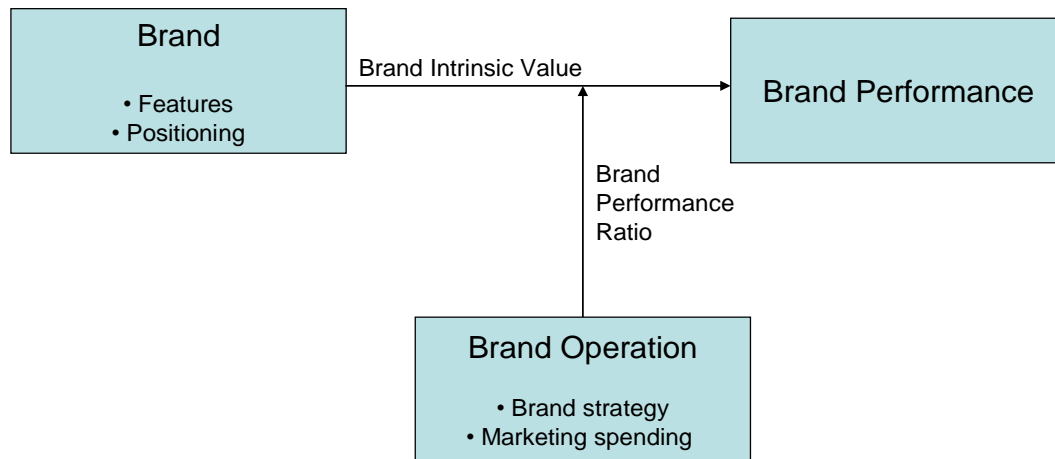 Brand
• Features
• Positioning
Brand Intrinsic Value
Brand Performance
Brand
Performance
Ratio
Brand Operation
• Brand strategy
• Marketing spending